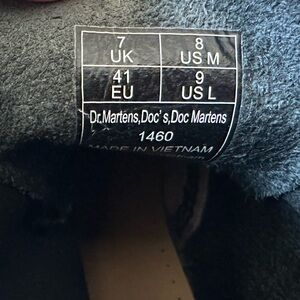 7 8
UK US M
41 9
EU US L
Dr.Martens,Doc's,Doc Martens
1460
MADE IN VIETNAM